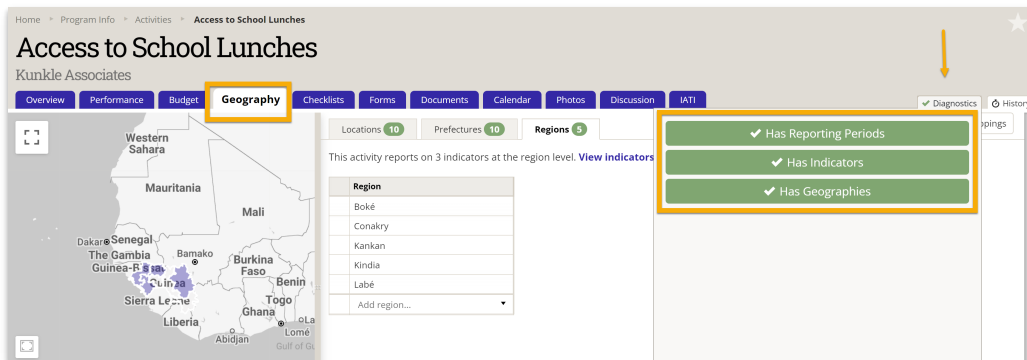 Home Program Info Activities Access to School Lunches
Access to School Lunches
Kunkle Associates
Overview Performance Budget Geography Checklists Forms Documents Calendar Photos Discussion IATI
Diagnostics History
Locations 10 Prefectures 10 Regions 5
This activity reports on 3 indicators at the region level. View indicators
Region
Boké
Conakry
Kankan
Kindia
Labé
Add region...
Has Reporting Periods
Has Indicators
Has Geographies
Western
Sahara
Mauritania
Mali
Dakar Senegal
The Gambia
Bamako
Burkina
Faso
Guinea
Benin
Sierra Leone
Togo
Ghana
Liberia
Lomé
Abidjan